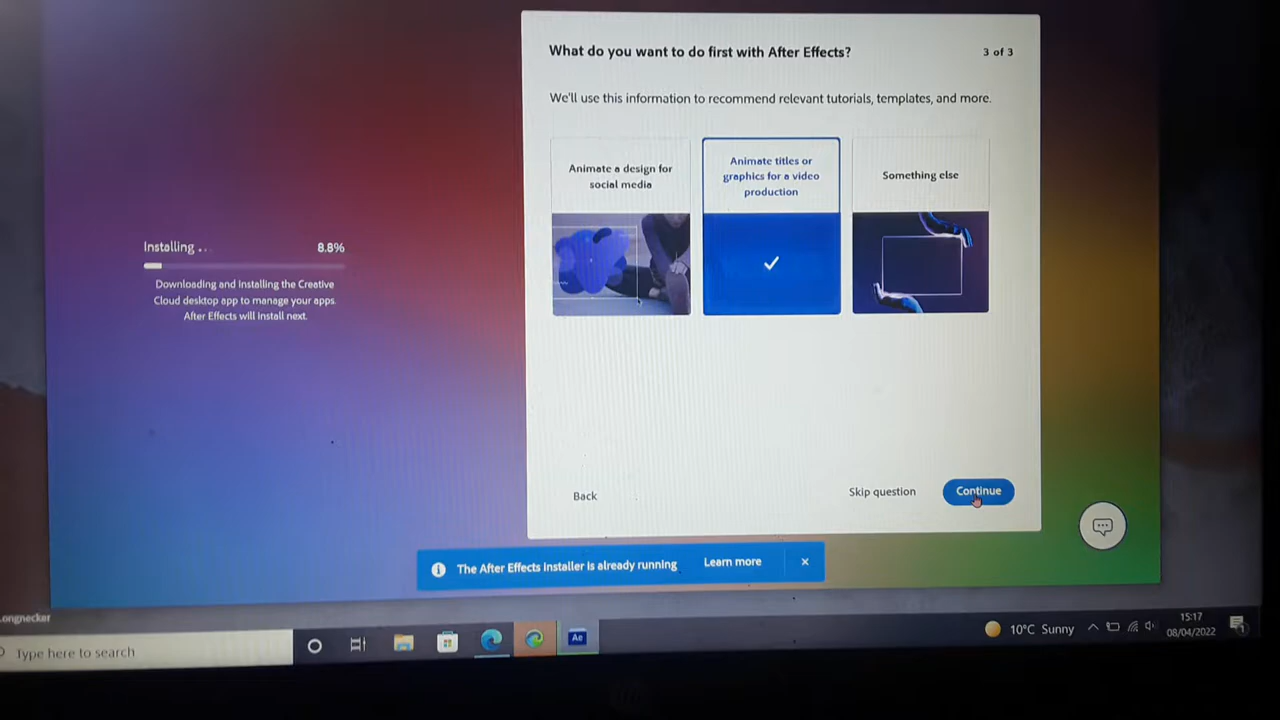 What do you want to do first with After Effects?
3 of 3
We'll use this information to recommend relevant tutorials, templates, and more.
Animate a design for
social media
Animate titles or
graphics for a video
production
Something else
Installing ..
8.8%
Downloading and installing the Creative
Cloud desktop app to manage your apps.
After Effects will install next.
Back
Skip question
Continue
The After Effects installer is already running
Learn more
ongnecker
Type here to search
Ae
10°C Sunny
15:17
08/04/2022